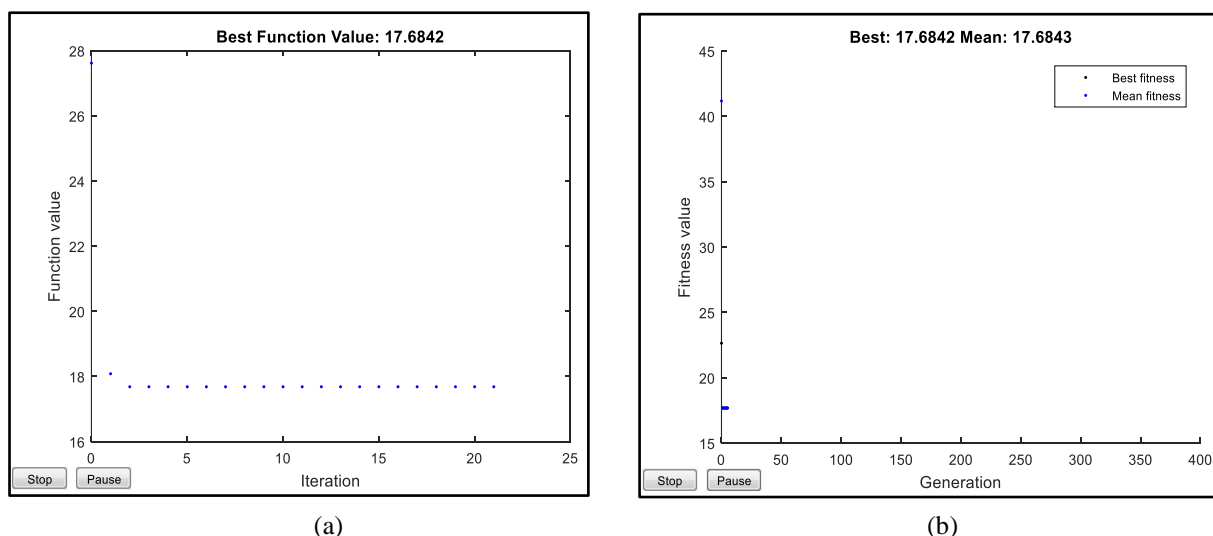 Best Function Value: 17.6842
28
26
24
22
20
18
16
Function value
0
5
10
15
20
25
Iteration
Stop
Pause
(a)
Best: 17.6842 Mean: 17.6843
45
40
35
30
25
20
15
Fitness value
Best fitness
Mean fitness
0
50
100
150
200
250
300
350
400
Generation
Stop
Pause
(b)